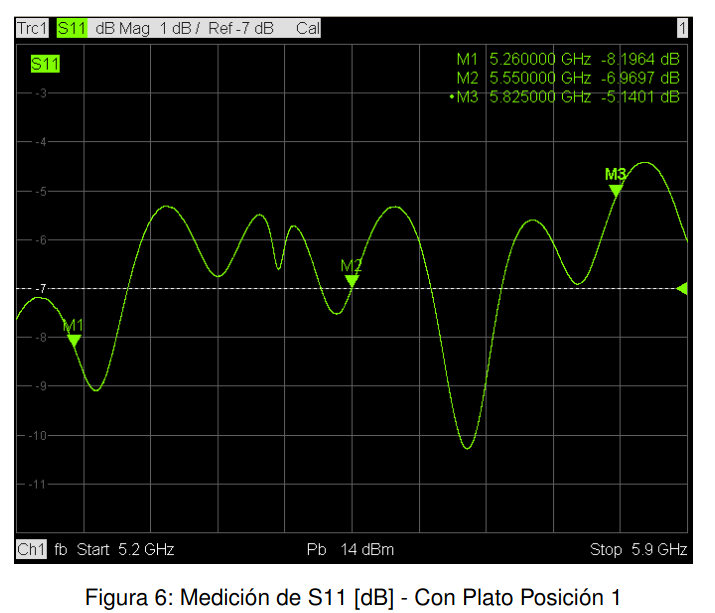 Trc1 S11 dB Mag 1 dB / Ref -7 dB Cal 1
S11
M1 5.260000 GHz -8.1964 dB
M2 5.550000 GHz -6.9697 dB
•M3 5.825000 GHz -5.1401 dB
-3
-4
-5
M3
-6
M2
-7
M1
-8
-9
-10
-11
Ch1 fb Start 5.2 GHz Pb 14 dBm Stop 5.9 GHz
Figura 6: Medición de S11 [dB] - Con Plato Posición 1